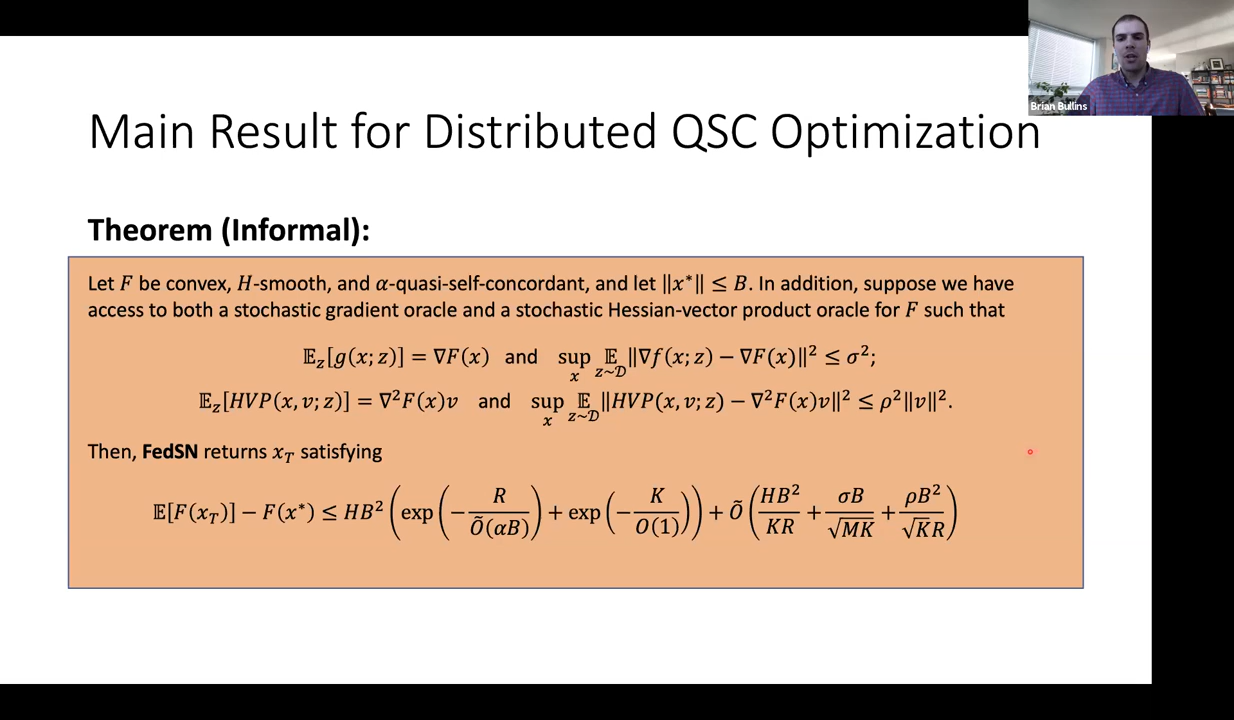 Brian Bullins
Main Result for Distributed QSC Optimization
Theorem (Informal):
Let F be convex, H-smooth, and α-quasi-self-concordant, and let ‖x*‖ ≤ B. In addition, suppose we have
access to both a stochastic gradient oracle and a stochastic Hessian-vector product oracle for F such that
𝔼_z[g(x; z)] = ∇F(x) and sup_x 𝔼_{z~𝒟}‖∇f(x; z) − ∇F(x)‖² ≤ σ²;
𝔼_z[HVP(x, v; z)] = ∇²F(x)v and sup_x 𝔼_{z~𝒟}‖HVP(x, v; z) − ∇²F(x)v‖² ≤ ρ²‖v‖².
Then, FedSN returns x_T satisfying
𝔼[F(x_T)] − F(x*) ≤ HB² (exp(−R/Õ(αB)) + exp(−K/O(1))) + Õ(HB²/KR + σB/√MK + ρB²/√KR)